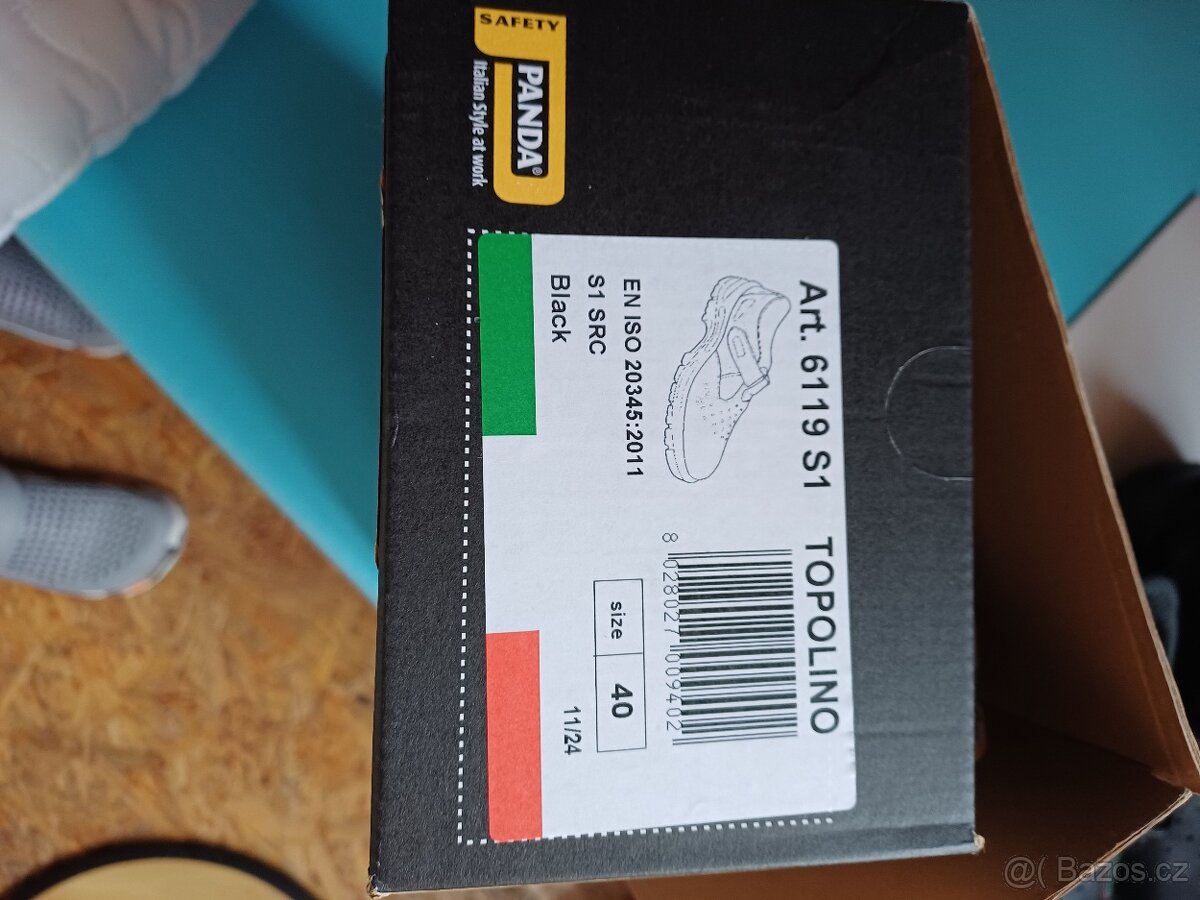 SAFETY
PANDA®
Italian Style at work
Art. 6119 S1 TOPOLINO
EN ISO 20345:2011
S1 SRC
Black
8 028027 009402
size 40
11/24
@( Bazos.cz